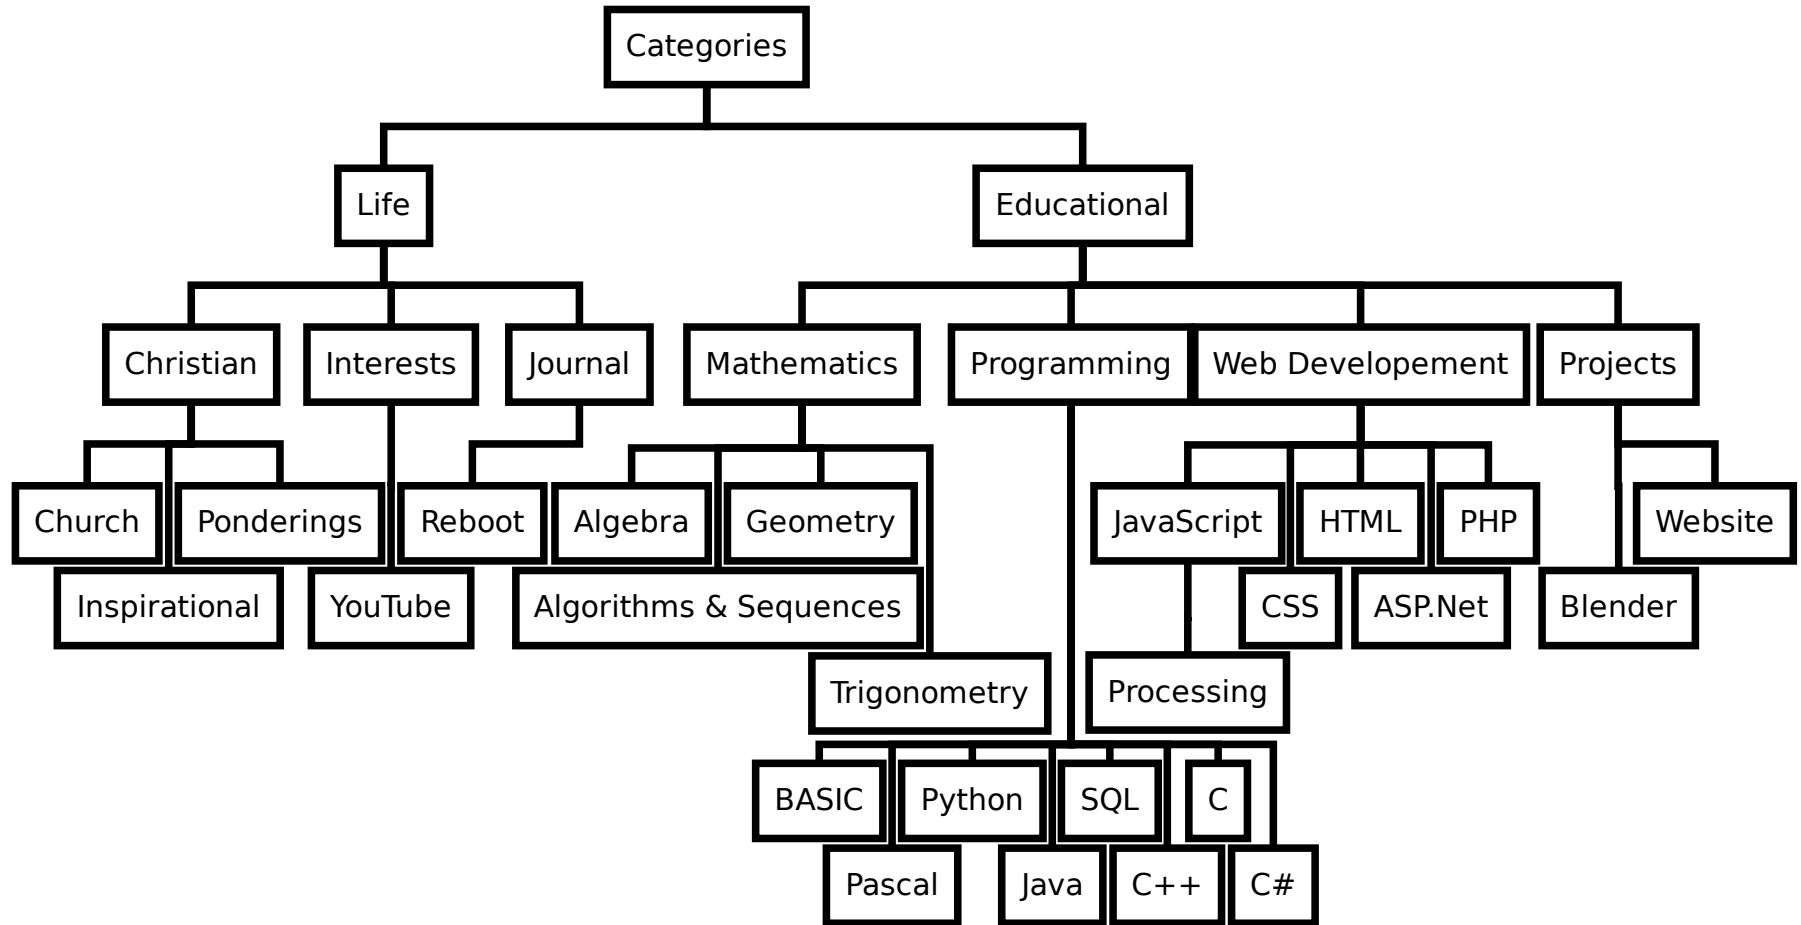 Categories
Life
Educational
Christian
Interests
Journal
Mathematics
Programming
Web Developement
Projects
Church
Ponderings
Reboot
Algebra
Geometry
JavaScript
HTML
PHP
Website
Inspirational
YouTube
Algorithms & Sequences
CSS
ASP.Net
Blender
Trigonometry
Processing
BASIC
Python
SQL
C
Pascal
Java
C++
C#